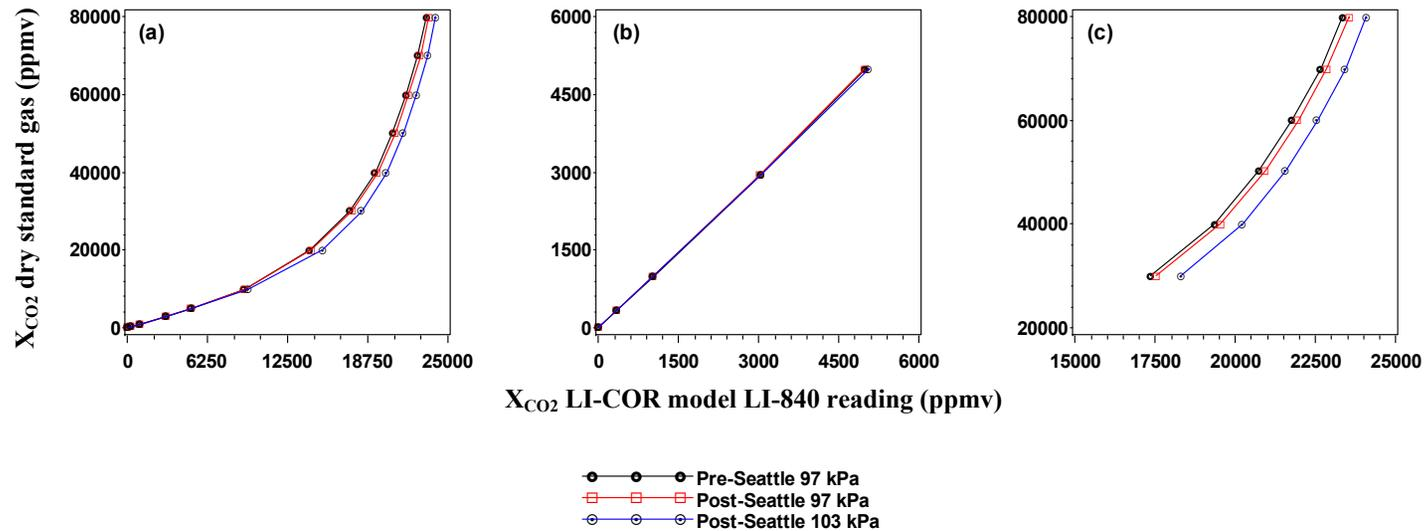 X_CO2 dry standard gas (ppmv)
(a)
80000
60000
40000
20000
0
0 6250 12500 18750 25000
(b)
6000
4500
3000
1500
0
0 1500 3000 4500 6000
(c)
80000
60000
40000
20000
15000 17500 20000 22500 25000
X_CO2 LI-COR model LI-840 reading (ppmv)
Pre-Seattle 97 kPa
Post-Seattle 97 kPa
Post-Seattle 103 kPa